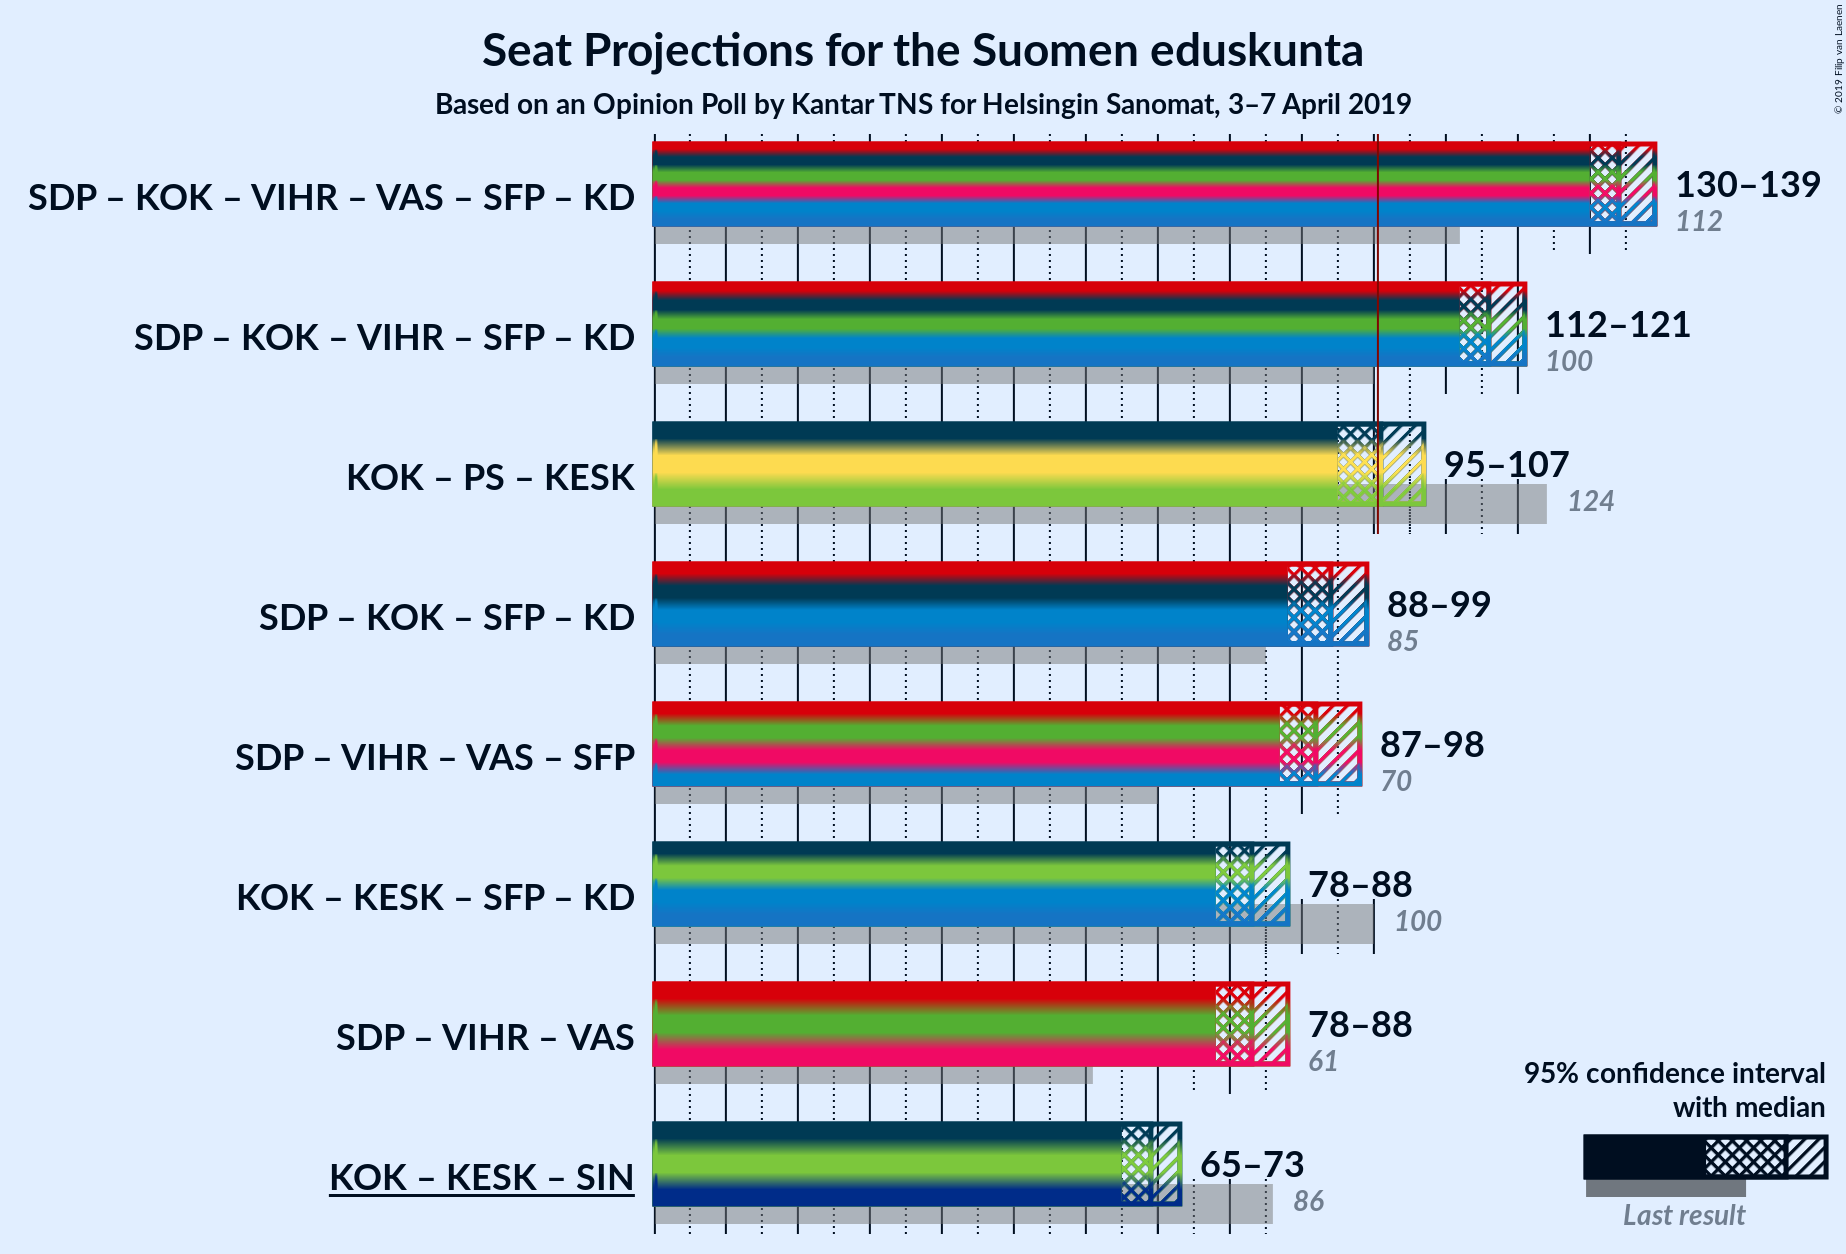 Seat Projections for the Suomen eduskunta
Based on an Opinion Poll by Kantar TNS for Helsingin Sanomat, 3–7 April 2019
© 2019 Filip van Laenen
SDP – KOK – VIHR – VAS – SFP – KD
130–139
112
SDP – KOK – VIHR – SFP – KD
112–121
100
KOK – PS – KESK
95–107
124
SDP – KOK – SFP – KD
88–99
85
SDP – VIHR – VAS – SFP
87–98
70
KOK – KESK – SFP – KD
78–88
100
SDP – VIHR – VAS
78–88
61
KOK – KESK – SIN
65–73
86
95% confidence interval
with median
Last result